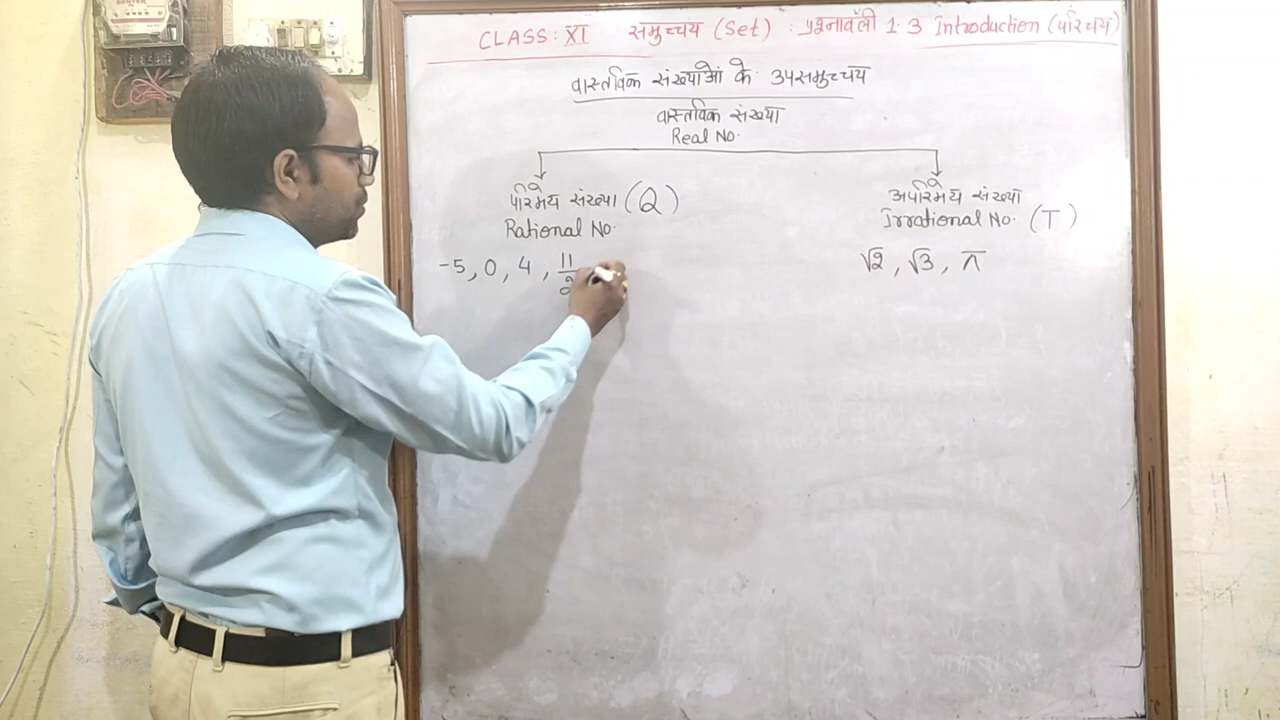 CLASS: XI समुच्चय (Set) : प्रश्नावली 1.3 Introduction (परिचय)
वास्तविक संख्याओं के उपसमुच्चय
वास्तविक संख्या
Real No.
परिमेय संख्या (Q)
Rational No.
अपरिमेय संख्या
Irrational No. (T)
-5, 0, 4, 11/2
√2, √3, π